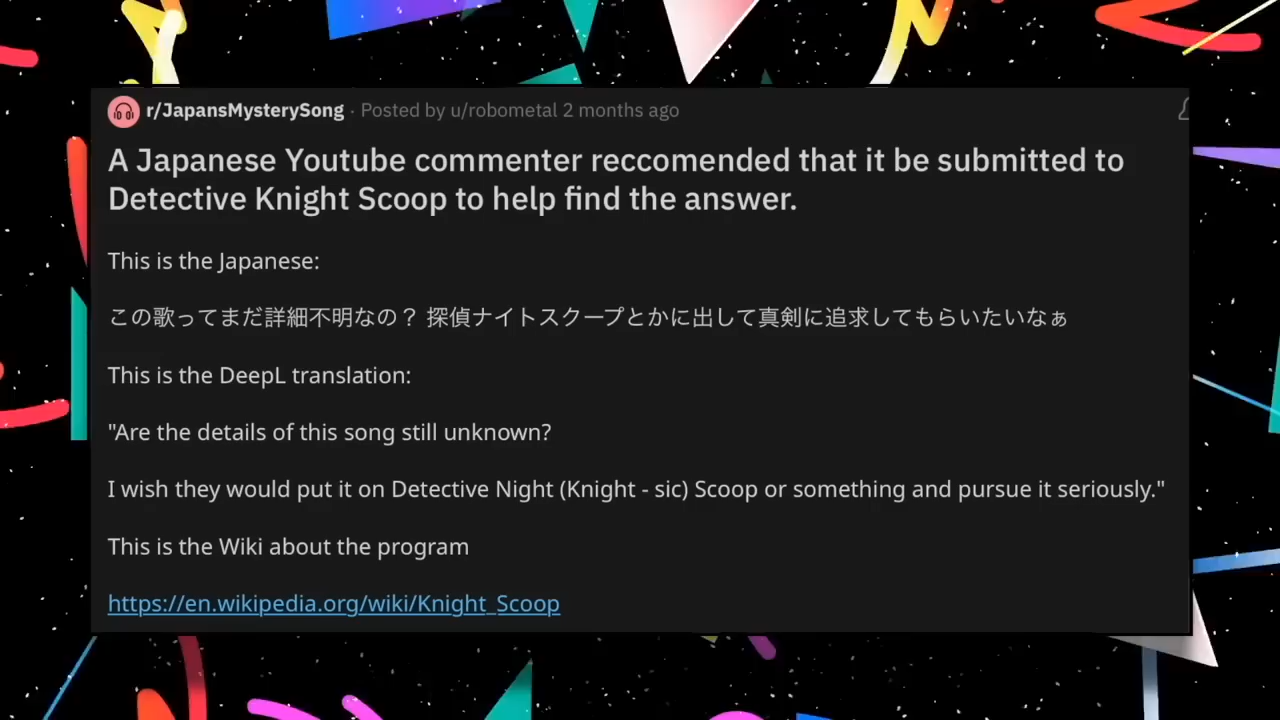 r/JapansMysterySong · Posted by u/robometal 2 months ago
A Japanese Youtube commenter reccomended that it be submitted to
Detective Knight Scoop to help find the answer.
This is the Japanese:
この歌ってまだ詳細不明なの？ 探偵ナイトスクープとかに出して真剣に追求してもらいたいなぁ
This is the DeepL translation:
"Are the details of this song still unknown?
I wish they would put it on Detective Night (Knight - sic) Scoop or something and pursue it seriously."
This is the Wiki about the program
https://en.wikipedia.org/wiki/Knight_Scoop